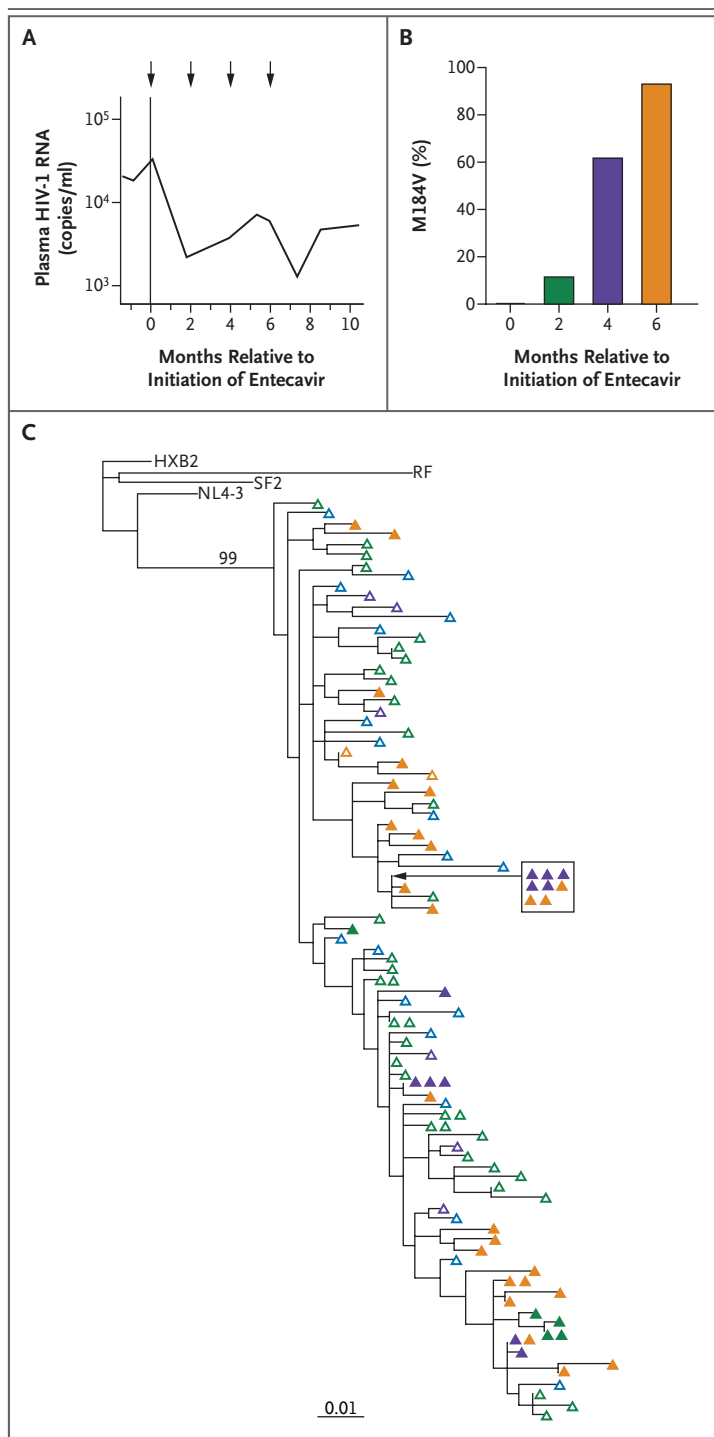 A
Plasma HIV-1 RNA
(copies/ml)
10⁵
10⁴
10³
0 2 4 6 8 10
Months Relative to
Initiation of Entecavir
B
M184V (%)
100
80
60
40
20
0
0 2 4 6
Months Relative to
Initiation of Entecavir
C
HXB2
RF
SF2
NL4-3
99
0.01